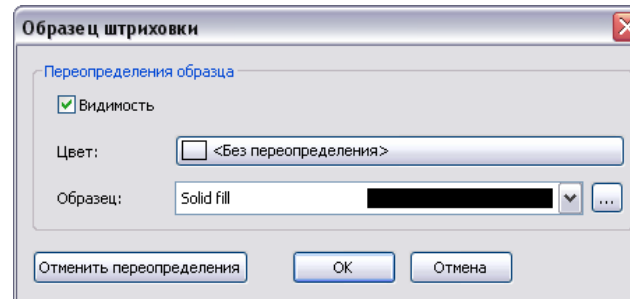 Образец штриховки
Переопределения образца
Видимость
Цвет: <Без переопределения>
Образец: Solid fill ...
Отменить переопределения OK Отмена